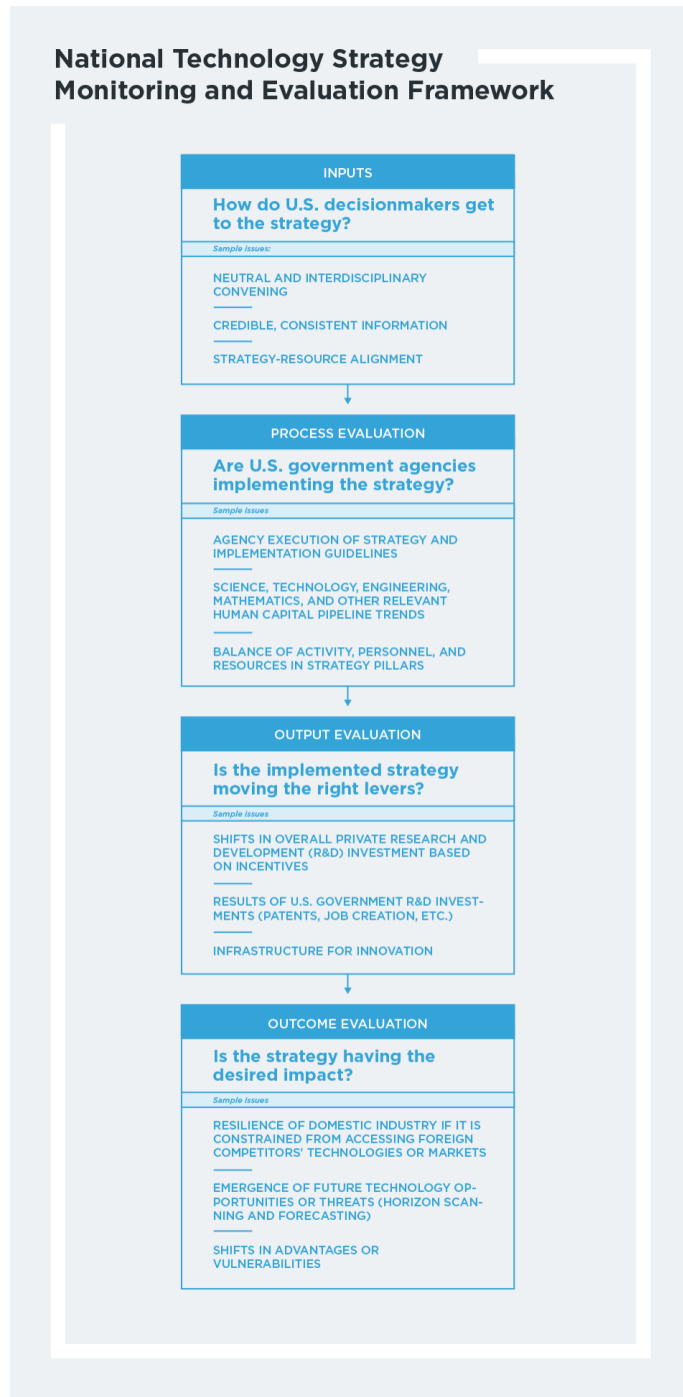 National Technology Strategy
Monitoring and Evaluation Framework
INPUTS
How do U.S. decisionmakers get
to the strategy?
Sample issues:
NEUTRAL AND INTERDISCIPLINARY
CONVENING
CREDIBLE, CONSISTENT INFORMATION
STRATEGY-RESOURCE ALIGNMENT
PROCESS EVALUATION
Are U.S. government agencies
implementing the strategy?
Sample issues
AGENCY EXECUTION OF STRATEGY AND
IMPLEMENTATION GUIDELINES
SCIENCE, TECHNOLOGY, ENGINEERING,
MATHEMATICS, AND OTHER RELEVANT
HUMAN CAPITAL PIPELINE TRENDS
BALANCE OF ACTIVITY, PERSONNEL, AND
RESOURCES IN STRATEGY PILLARS
OUTPUT EVALUATION
Is the implemented strategy
moving the right levers?
Sample issues
SHIFTS IN OVERALL PRIVATE RESEARCH AND
DEVELOPMENT (R&D) INVESTMENT BASED
ON INCENTIVES
RESULTS OF U.S. GOVERNMENT R&D INVEST-
MENTS (PATENTS, JOB CREATION, ETC.)
INFRASTRUCTURE FOR INNOVATION
OUTCOME EVALUATION
Is the strategy having the
desired impact?
Sample issues
RESILIENCE OF DOMESTIC INDUSTRY IF IT IS
CONSTRAINED FROM ACCESSING FOREIGN
COMPETITORS' TECHNOLOGIES OR MARKETS
EMERGENCE OF FUTURE TECHNOLOGY OP-
PORTUNITIES OR THREATS (HORIZON SCAN-
NING AND FORECASTING)
SHIFTS IN ADVANTAGES OR
VULNERABILITIES